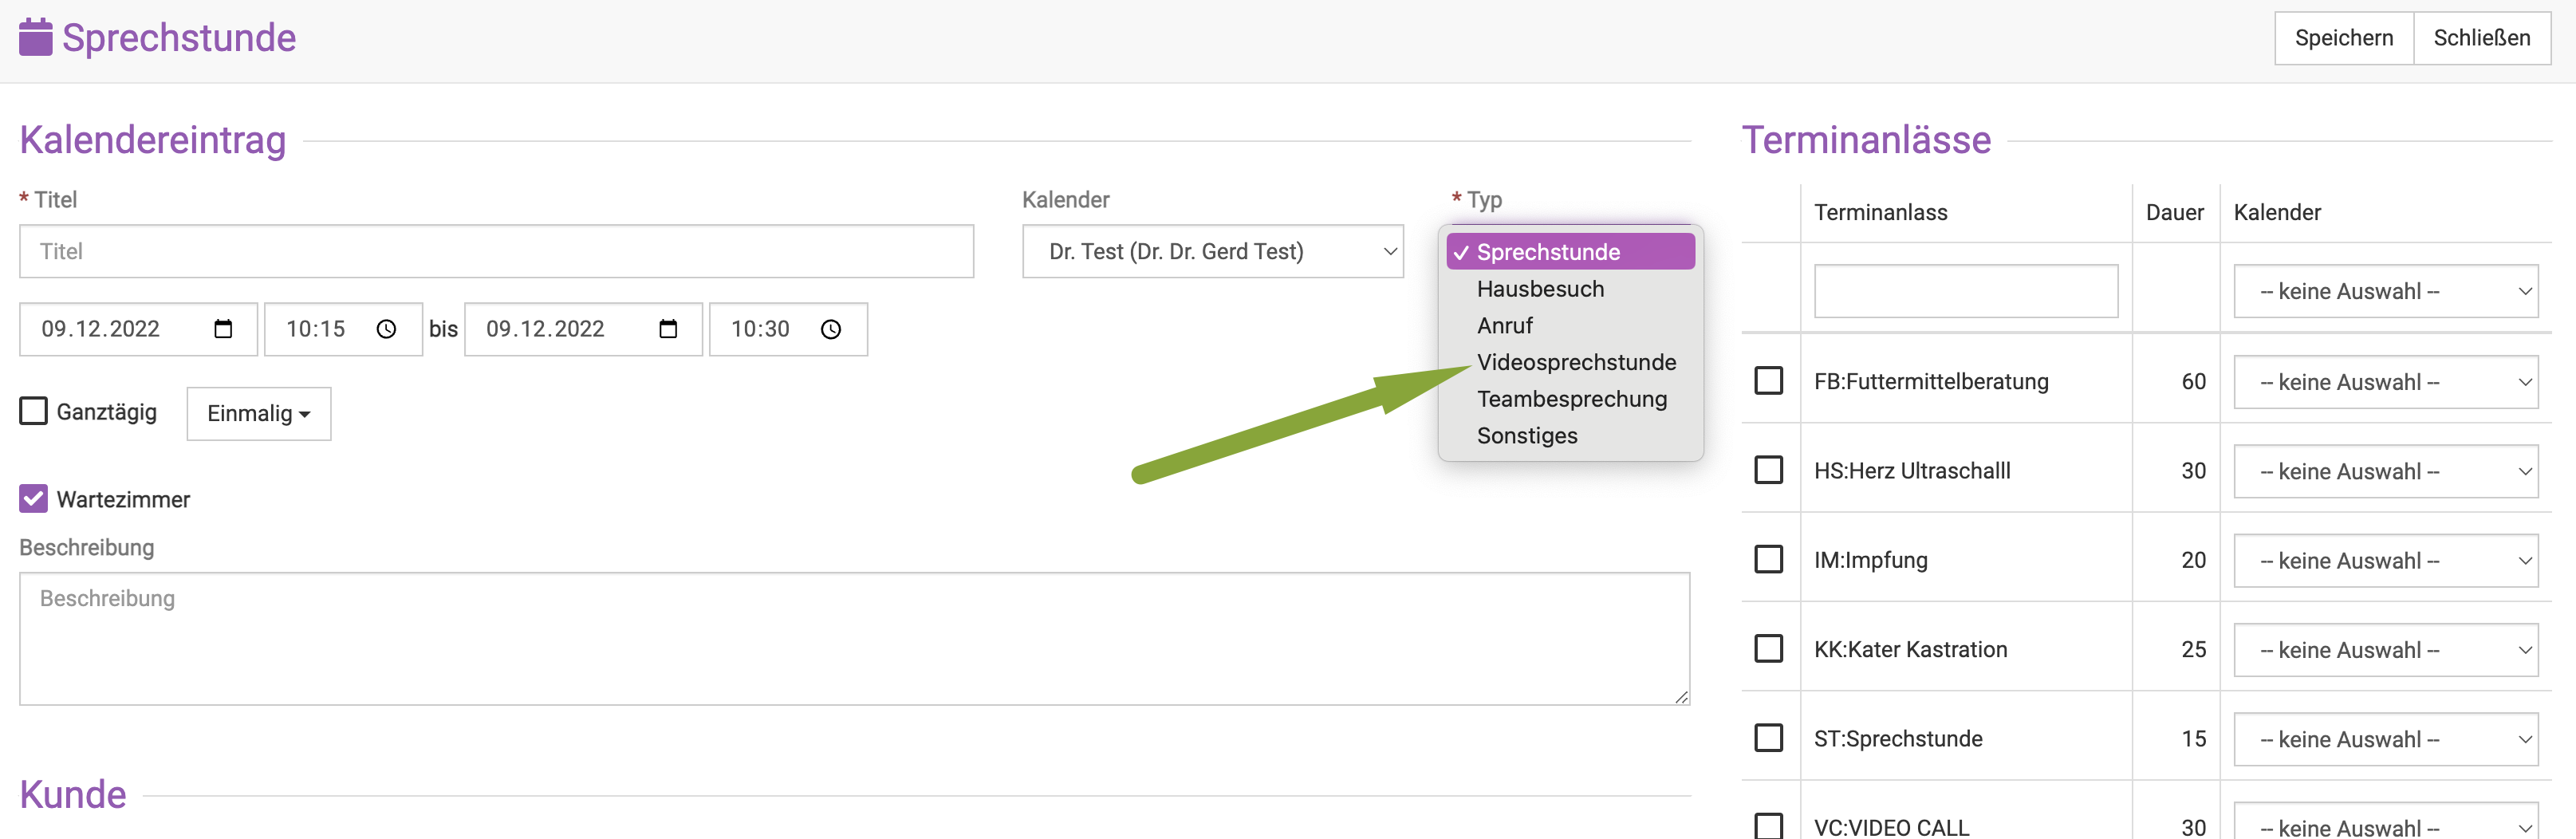 Sprechstunde
Speichern
Schließen
Kalendereintrag
* Titel
Titel
Kalender
Dr. Test (Dr. Dr. Gerd Test)
* Typ
✓ Sprechstunde
Hausbesuch
Anruf
Videosprechstunde
Teambesprechung
Sonstiges
09.12.2022 10:15 bis 09.12.2022 10:30
Ganztägig
Einmalig
Wartezimmer
Beschreibung
Beschreibung
Kunde
Terminanlässe
Terminanlass Dauer Kalender
-- keine Auswahl --
FB:Futtermittelberatung 60 -- keine Auswahl --
HS:Herz Ultraschalll 30 -- keine Auswahl --
IM:Impfung 20 -- keine Auswahl --
KK:Kater Kastration 25 -- keine Auswahl --
ST:Sprechstunde 15 -- keine Auswahl --
VC:VIDEO CALL 30 -- keine Auswahl --